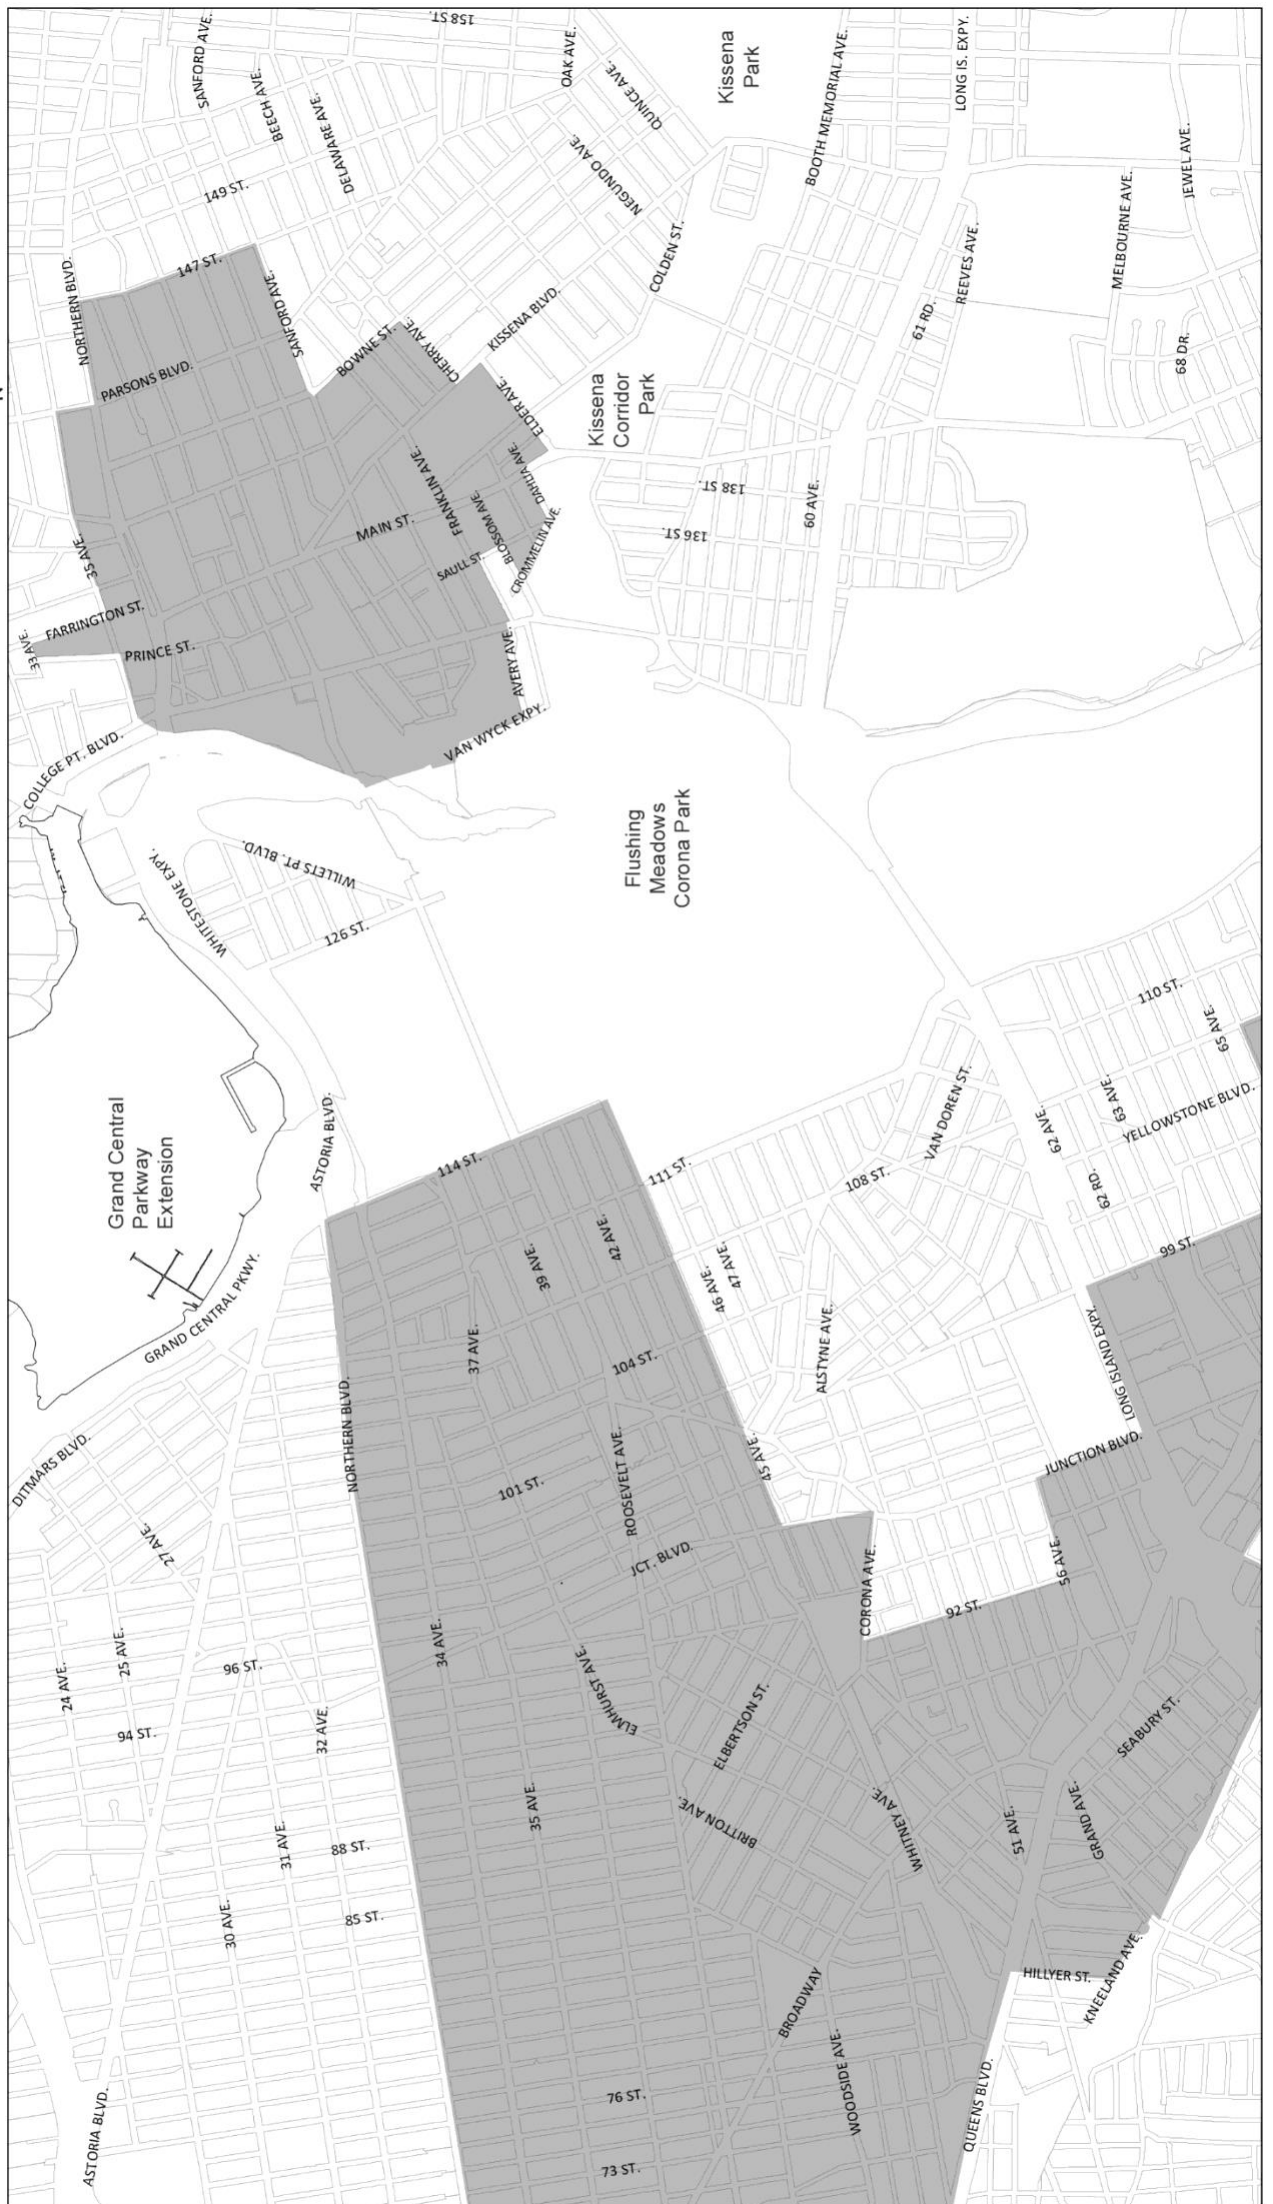 158 ST.
SANFORD AVE.
OAK AVE.
BEECH AVE.
DELAWARE AVE.
QUINCE AVE.
Kissena
Park
BOOTH MEMORIAL AVE.
LONG IS. EXPY.
149 ST.
NEGUNDO AVE.
JEWEL AVE.
MELBOURNE AVE.
147 ST.
NORTHERN BLVD.
SANFORD AVE.
COLDEN ST.
REEVES AVE.
PARSONS BLVD.
BOWNE ST.
CHERRY AVE.
KISSENA BLVD.
61 RD.
68 DR.
ELDER AVE.
Kissena
Corridor
Park
FRANKLIN AVE.
DAHLIA AVE.
MAIN ST.
BLOSSOM AVE.
138 ST.
60 AVE.
35 AVE.
SAULL ST.
CROMMELIN AVE.
136 ST.
FARRINGTON ST.
33 AVE.
PRINCE ST.
AVERY AVE.
VAN WYCK EXPY.
COLLEGE PT. BLVD.
Flushing
Meadows
Corona Park
WILLETS PT. BLVD.
WHITESTONE EXPY.
126 ST.
110 ST.
65 AVE.
Grand Central
Parkway
Extension
ASTORIA BLVD.
114 ST.
111 ST.
VAN DOREN ST.
108 ST.
62 AVE.
63 AVE.
YELLOWSTONE BLVD.
62 RD.
99 ST.
GRAND CENTRAL PKWY.
39 AVE.
42 AVE.
46 AVE.
47 AVE.
37 AVE.
104 ST.
ALSTYNE AVE.
LONG ISLAND EXPY.
DITMARS BLVD.
NORTHERN BLVD.
101 ST.
ROOSEVELT AVE.
45 AVE.
JUNCTION BLVD.
27 AVE.
JCT. BLVD.
CORONA AVE.
56 AVE.
92 ST.
24 AVE.
25 AVE.
96 ST.
34 AVE.
ELMHURST AVE.
94 ST.
32 AVE.
ELBERTSON ST.
SEABURY ST.
35 AVE.
BRITTON AVE.
WHITNEY AVE.
51 AVE.
GRAND AVE.
31 AVE.
88 ST.
30 AVE.
85 ST.
BROADWAY
HILLYER ST.
KNEELAND AVE.
ASTORIA BLVD.
76 ST.
WOODSIDE AVE.
QUEENS BLVD.
73 ST.